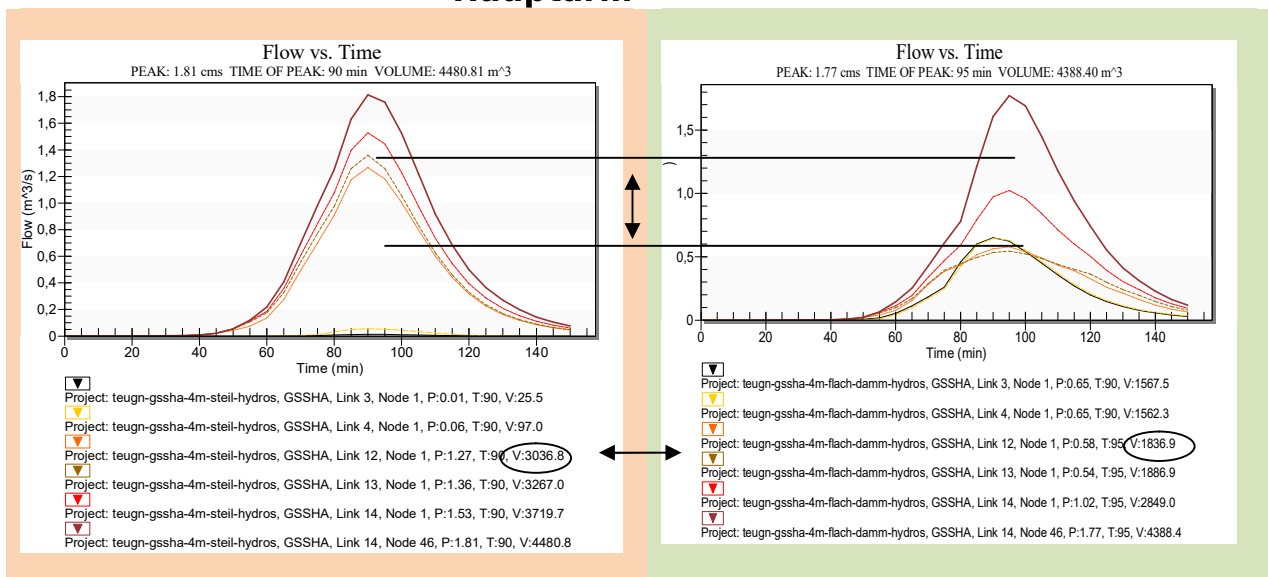 Flow vs. Time
PEAK: 1.81 cms TIME OF PEAK: 90 min VOLUME: 4480.81 m^3
Flow (m^3/s)
1,8
1,6
1,4
1,2
1,0
0,8
0,6
0,4
0,2
0
0 20 40 60 80 100 120 140
Time (min)
Project: teugn-gssha-4m-steil-hydros, GSSHA, Link 3, Node 1, P:0.01, T:90, V:25.5
Project: teugn-gssha-4m-steil-hydros, GSSHA, Link 4, Node 1, P:0.06, T:90, V:97.0
Project: teugn-gssha-4m-steil-hydros, GSSHA, Link 12, Node 1, P:1.27, T:90, V:3036.8
Project: teugn-gssha-4m-steil-hydros, GSSHA, Link 13, Node 1, P:1.36, T:90, V:3267.0
Project: teugn-gssha-4m-steil-hydros, GSSHA, Link 14, Node 1, P:1.53, T:90, V:3719.7
Project: teugn-gssha-4m-steil-hydros, GSSHA, Link 14, Node 46, P:1.81, T:90, V:4480.8
Flow vs. Time
PEAK: 1.77 cms TIME OF PEAK: 95 min VOLUME: 4388.40 m^3
)
1,5
1,0
0,5
0
0 20 40 60 80 100 120 140
Time (min)
Project: teugn-gssha-4m-flach-damm-hydros, GSSHA, Link 3, Node 1, P:0.65, T:90, V:1567.5
Project: teugn-gssha-4m-flach-damm-hydros, GSSHA, Link 4, Node 1, P:0.65, T:90, V:1562.3
Project: teugn-gssha-4m-flach-damm-hydros, GSSHA, Link 12, Node 1, P:0.58, T:95, V:1836.9
Project: teugn-gssha-4m-flach-damm-hydros, GSSHA, Link 13, Node 1, P:0.54, T:95, V:1886.9
Project: teugn-gssha-4m-flach-damm-hydros, GSSHA, Link 14, Node 1, P:1.02, T:95, V:2849.0
Project: teugn-gssha-4m-flach-damm-hydros, GSSHA, Link 14, Node 46, P:1.77, T:95, V:4388.4